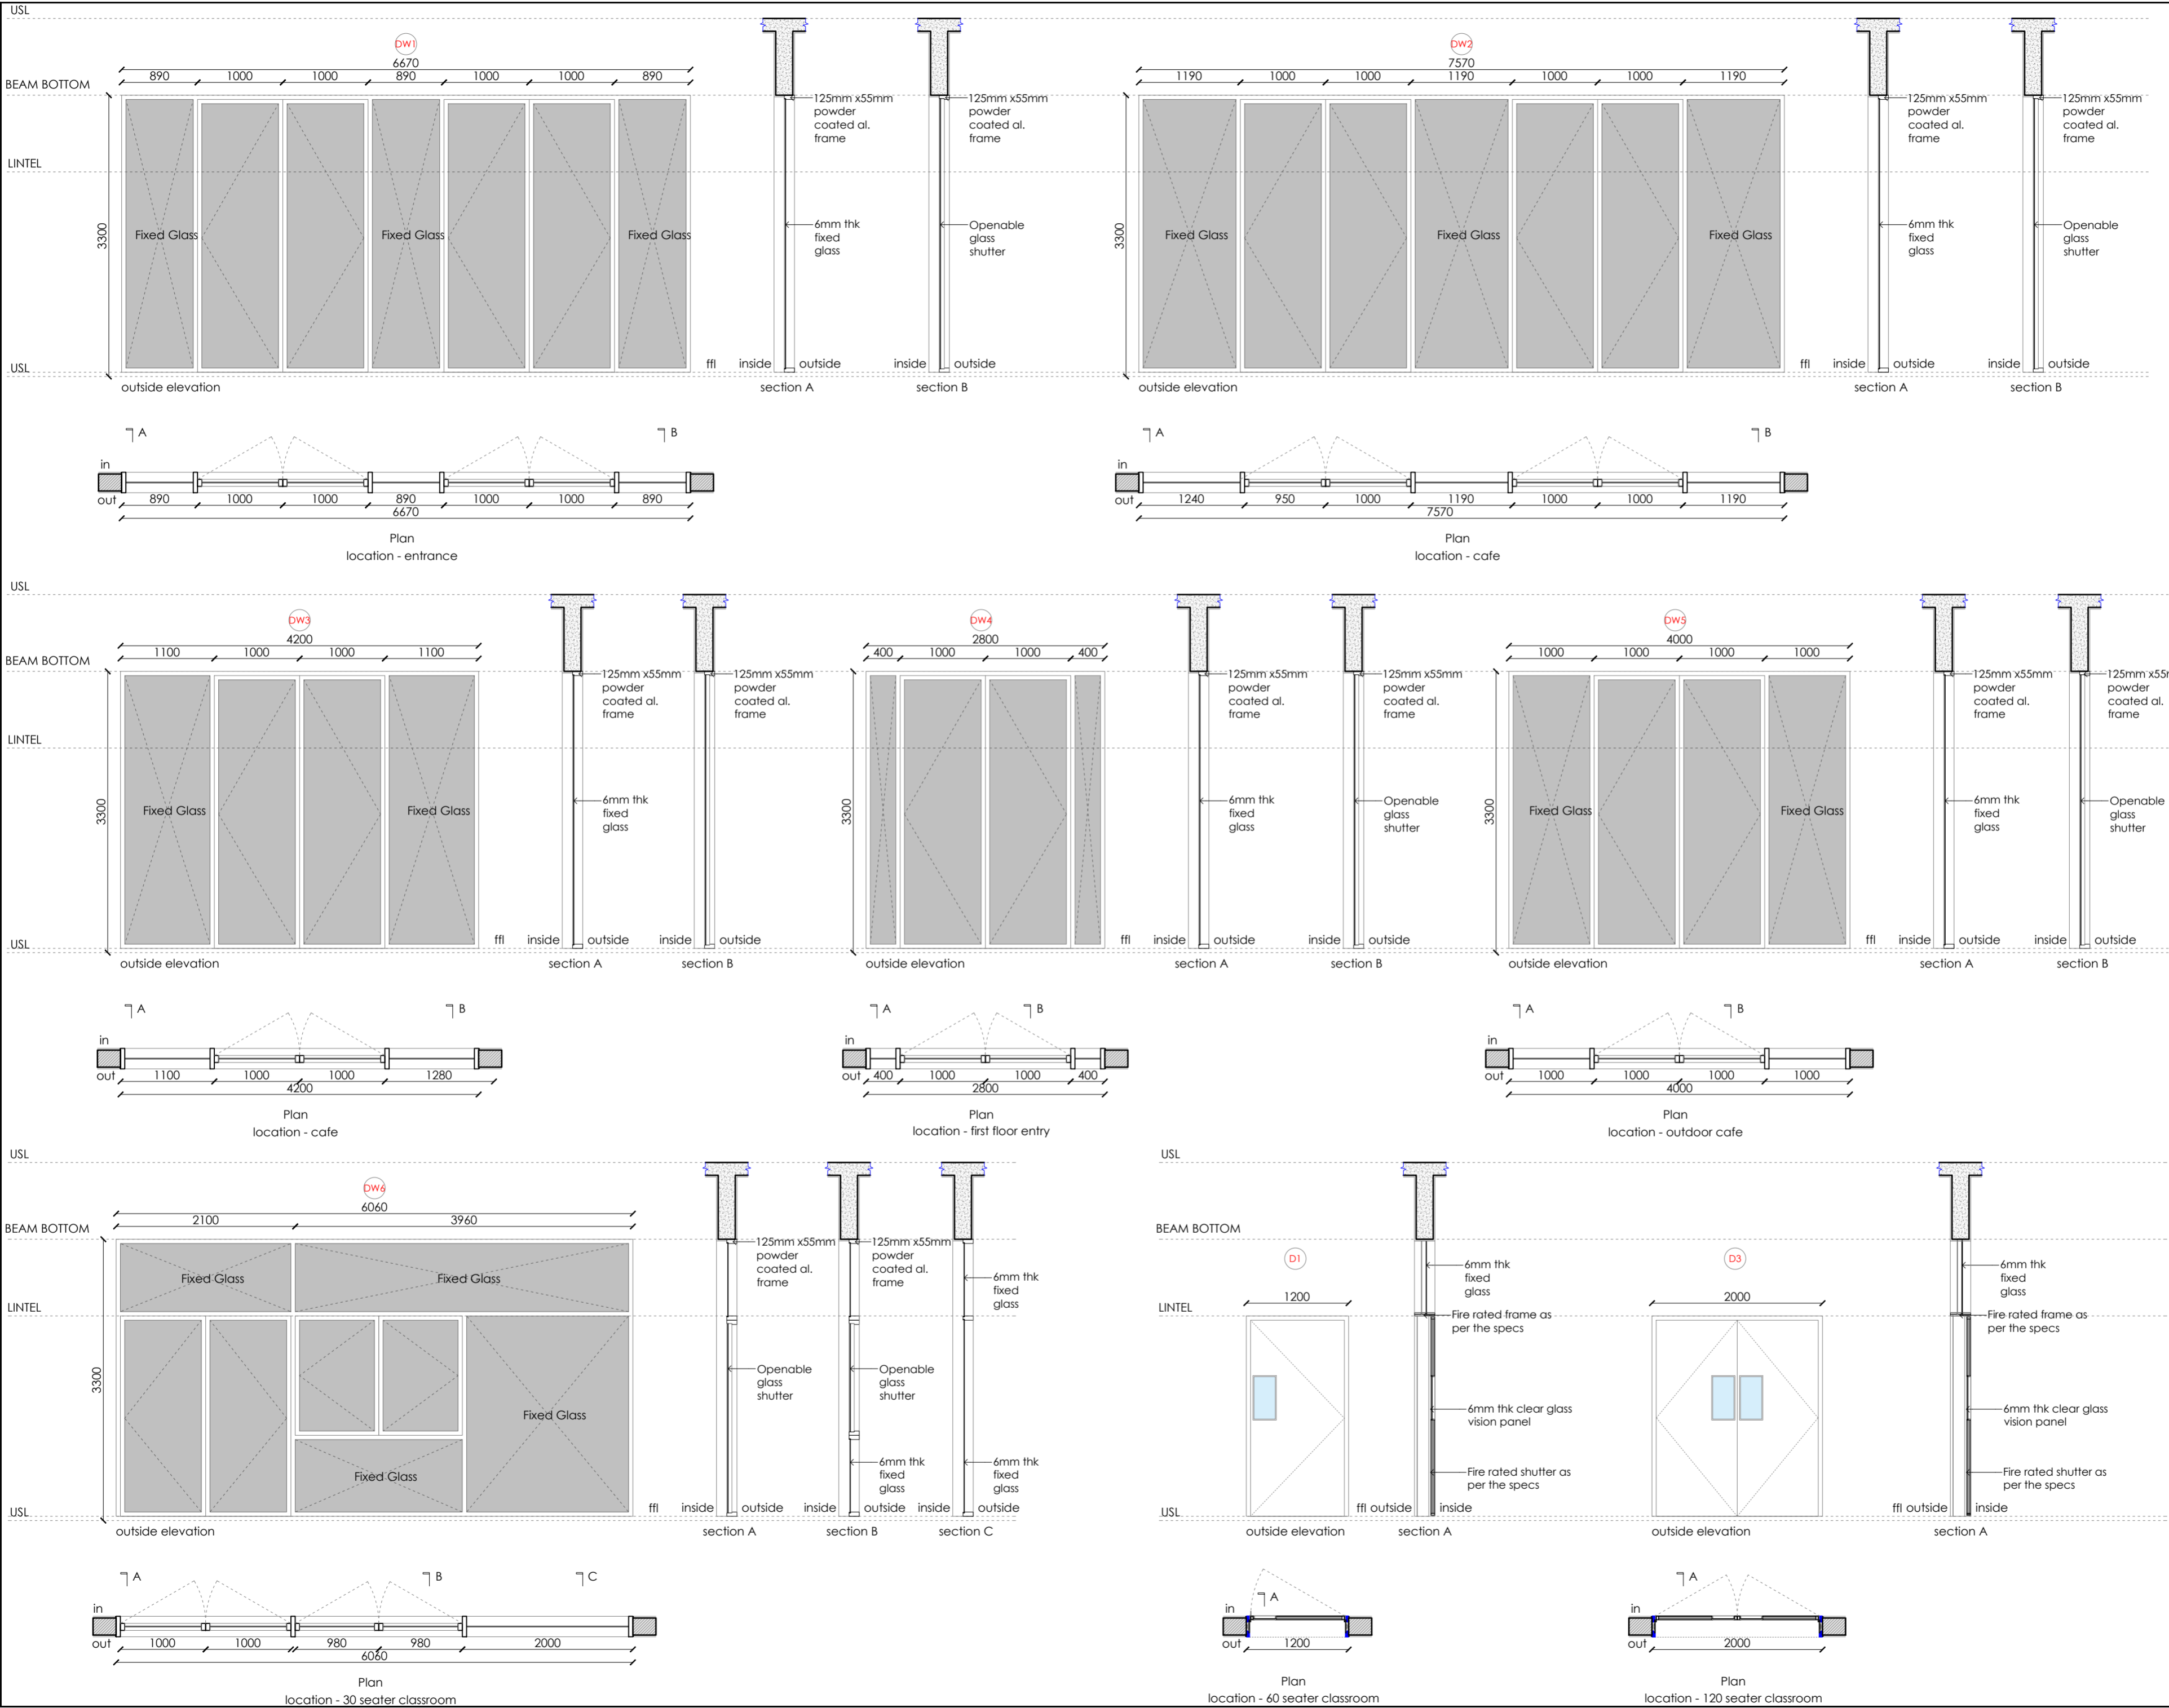 USL
DW1
6670
890 1000 1000 890 1000 1000 890
BEAM BOTTOM
LINTEL
3300
Fixed Glass
Fixed Glass
Fixed Glass
USL
outside elevation
ffl
125mm x55mm
powder
coated al.
frame
6mm thk
fixed
glass
inside outside
section A
125mm x55mm
powder
coated al.
frame
Openable
glass
shutter
inside outside
section B
A B
in
out
890 1000 1000 890 1000 1000 890
6670
Plan
location - entrance
DW2
7570
1190 1000 1000 1190 1000 1000 1190
3300
Fixed Glass
Fixed Glass
Fixed Glass
outside elevation
ffl
125mm x55mm
powder
coated al.
frame
6mm thk
fixed
glass
inside outside
section A
125mm x55mm
powder
coated al.
frame
Openable
glass
shutter
inside outside
section B
A B
in
out
1240 950 1000 1190 1000 1000 1190
7570
Plan
location - cafe
USL
DW3
4200
1100 1000 1000 1100
BEAM BOTTOM
LINTEL
3300
Fixed Glass
Fixed Glass
USL
outside elevation
ffl
125mm x55mm
powder
coated al.
frame
6mm thk
fixed
glass
inside outside
section A
125mm x55mm
powder
coated al.
frame
inside outside
section B
A B
in
out
1100 1000 1000 1280
4200
Plan
location - cafe
DW4
2800
400 1000 1000 400
3300
outside elevation
ffl
125mm x55mm
powder
coated al.
frame
6mm thk
fixed
glass
inside outside
section A
125mm x55mm
powder
coated al.
frame
Openable
glass
shutter
inside outside
section B
A B
in
out
400 1000 1000 400
2800
Plan
location - first floor entry
DW5
4000
1000 1000 1000 1000
3300
Fixed Glass
Fixed Glass
outside elevation
ffl
125mm x55mm
powder
coated al.
frame
6mm thk
fixed
glass
inside outside
section A
125mm
powder
coated al.
frame
Openable
glass
shutter
inside outside
section B
A B
in
out
1000 1000 1000 1000
4000
Plan
location - outdoor cafe
USL
DW6
6060
2100 3960
BEAM BOTTOM
LINTEL
3300
Fixed Glass
Fixed Glass
Fixed Glass
Fixed Glass
USL
outside elevation
ffl
125mm x55mm
powder
coated al.
frame
Openable
glass
shutter
inside outside
section A
125mm x55mm
powder
coated al.
frame
Openable
glass
shutter
6mm thk
fixed
glass
inside outside
section B
6mm thk
fixed
glass
6mm thk
fixed
glass
inside outside
section C
A B C
in
out
1000 1000 980 980 2000
6060
Plan
location - 30 seater classroom
USL
BEAM BOTTOM
LINTEL
USL
D1
1200
outside elevation
6mm thk
fixed
glass
Fire rated frame as
per the specs
6mm thk clear glass
vision panel
Fire rated shutter as
per the specs
ffl outside inside
section A
A
in
out
1200
Plan
location - 60 seater classroom
D3
2000
outside elevation
6mm thk
fixed
glass
Fire rated frame as
per the specs
6mm thk clear glass
vision panel
Fire rated shutter as
per the specs
ffl outside inside
section A
A
in
out
2000
Plan
location - 120 seater classroom